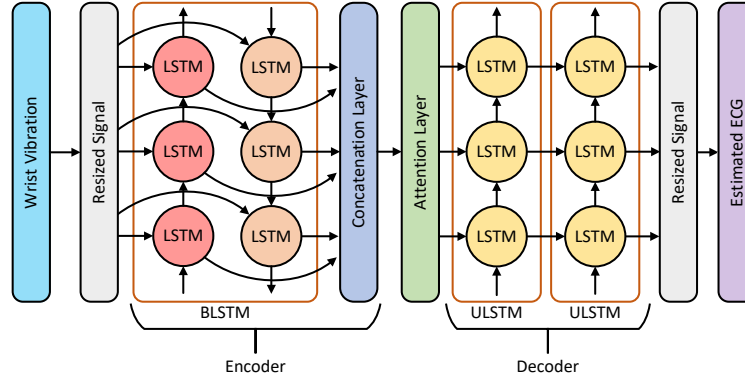 Wrist Vibration
Resized Signal
LSTM
LSTM
LSTM
LSTM
LSTM
LSTM
BLSTM
Concatenation Layer
Encoder
Attention Layer
LSTM
LSTM
LSTM
LSTM
LSTM
LSTM
ULSTM
ULSTM
Decoder
Resized Signal
Estimated ECG